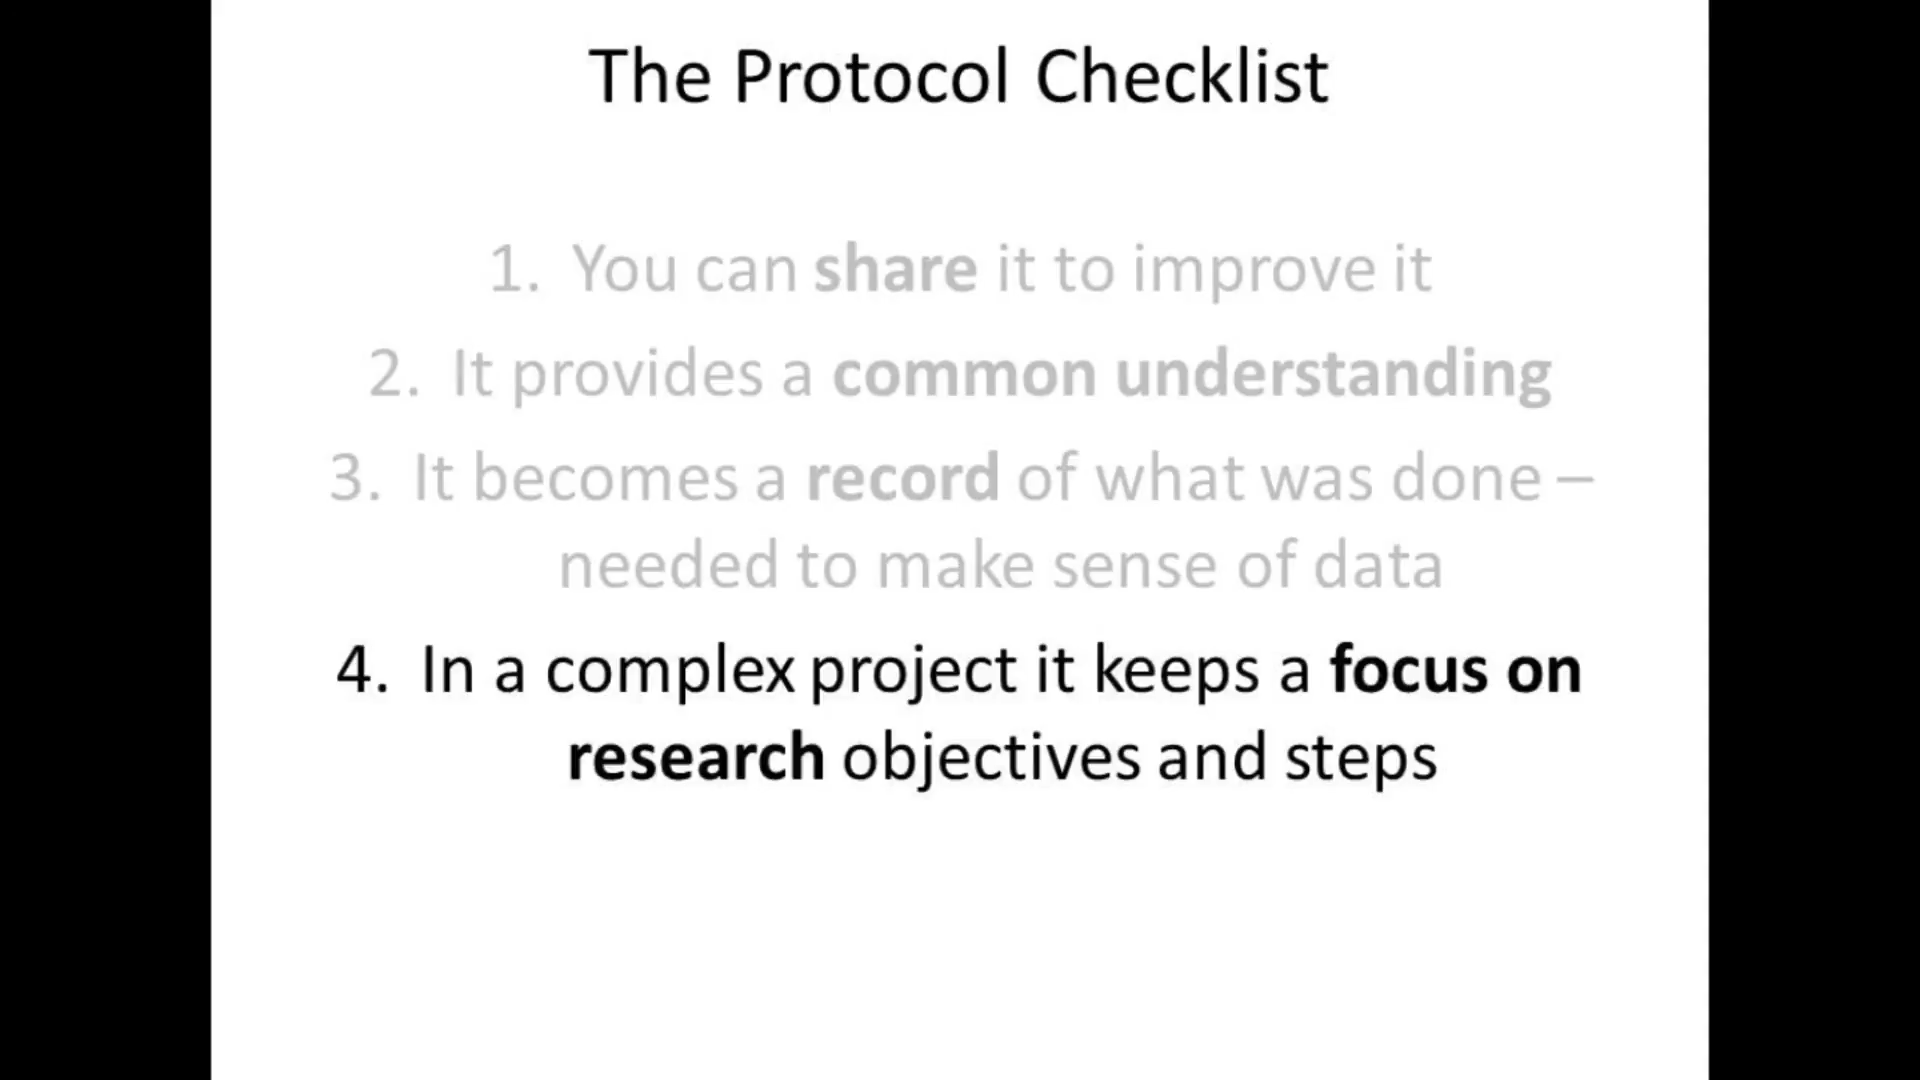 The Protocol Checklist
1. You can share it to improve it
2. It provides a common understanding
3. It becomes a record of what was done –
needed to make sense of data
4. In a complex project it keeps a focus on
research objectives and steps